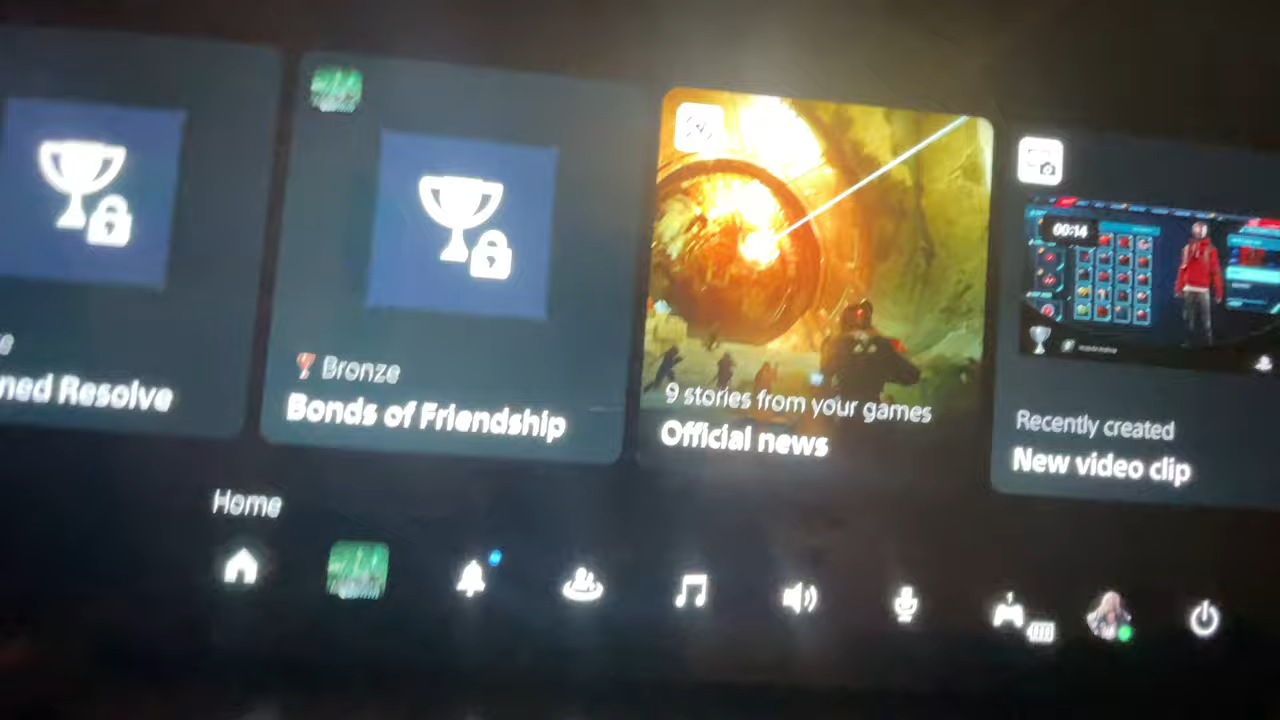 ned Resolve
Bronze
Bonds of Friendship
9 stories from your games
Official news
00:14
Recently created
New video clip
Home